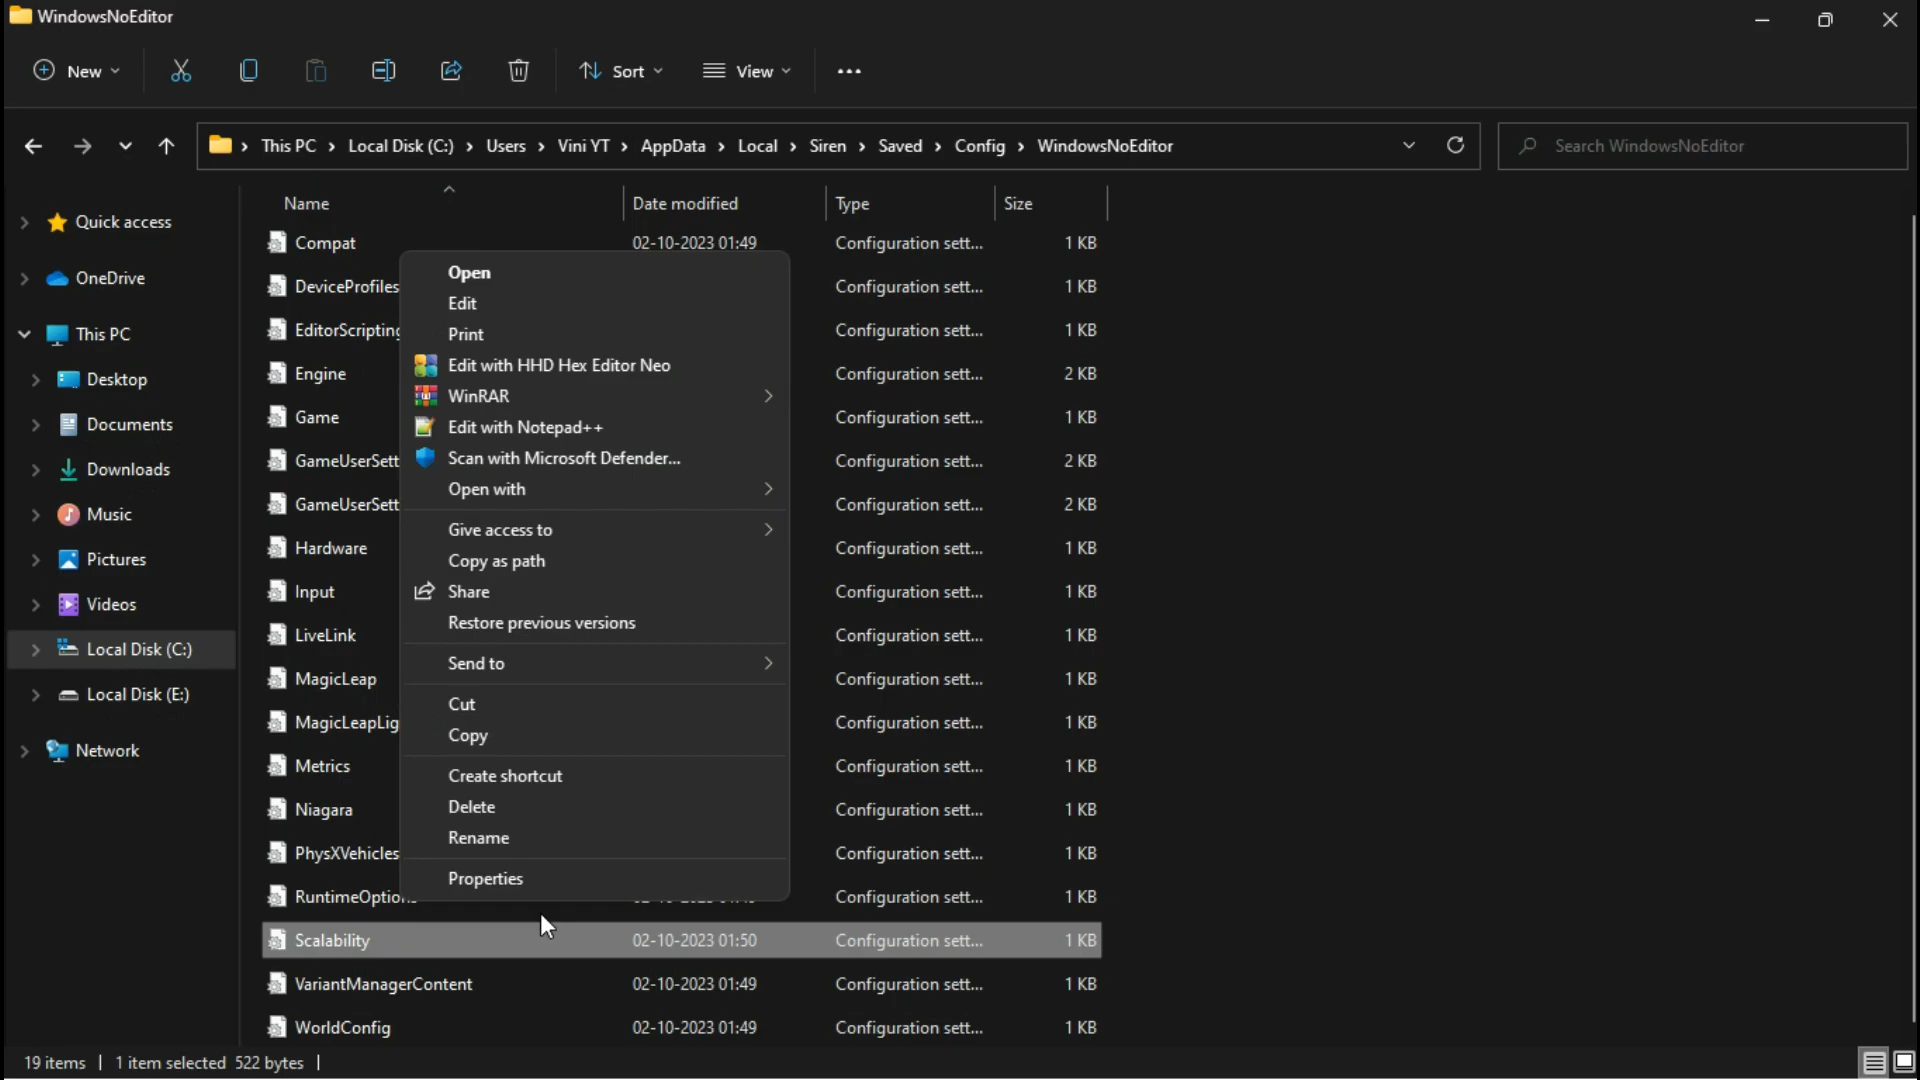 WindowsNoEditor
New
Sort
View
This PC > Local Disk (C:) > Users > Vini YT > AppData > Local > Siren > Saved > Config > WindowsNoEditor
Search WindowsNoEditor
Quick access
OneDrive
This PC
Desktop
Documents
Downloads
Music
Pictures
Videos
Local Disk (C:)
Local Disk (E:)
Network
Name Date modified Type Size
Compat 02-10-2023 01:49 Configuration sett... 1 KB
DeviceProfiles Configuration sett... 1 KB
EditorScripting Configuration sett... 1 KB
Engine Configuration sett... 2 KB
Game Configuration sett... 1 KB
GameUserSett Configuration sett... 2 KB
GameUserSett Configuration sett... 2 KB
Hardware Configuration sett... 1 KB
Input Configuration sett... 1 KB
LiveLink Configuration sett... 1 KB
MagicLeap Configuration sett... 1 KB
MagicLeapLig Configuration sett... 1 KB
Metrics Configuration sett... 1 KB
Niagara Configuration sett... 1 KB
PhysXVehicles Configuration sett... 1 KB
RuntimeOptions Configuration sett... 1 KB
Scalability 02-10-2023 01:50 Configuration sett... 1 KB
VariantManagerContent 02-10-2023 01:49 Configuration sett... 1 KB
WorldConfig 02-10-2023 01:49 Configuration sett... 1 KB
Open
Edit
Print
Edit with HHD Hex Editor Neo
WinRAR
Edit with Notepad++
Scan with Microsoft Defender...
Open with
Give access to
Copy as path
Share
Restore previous versions
Send to
Cut
Copy
Create shortcut
Delete
Rename
Properties
19 items | 1 item selected 522 bytes |